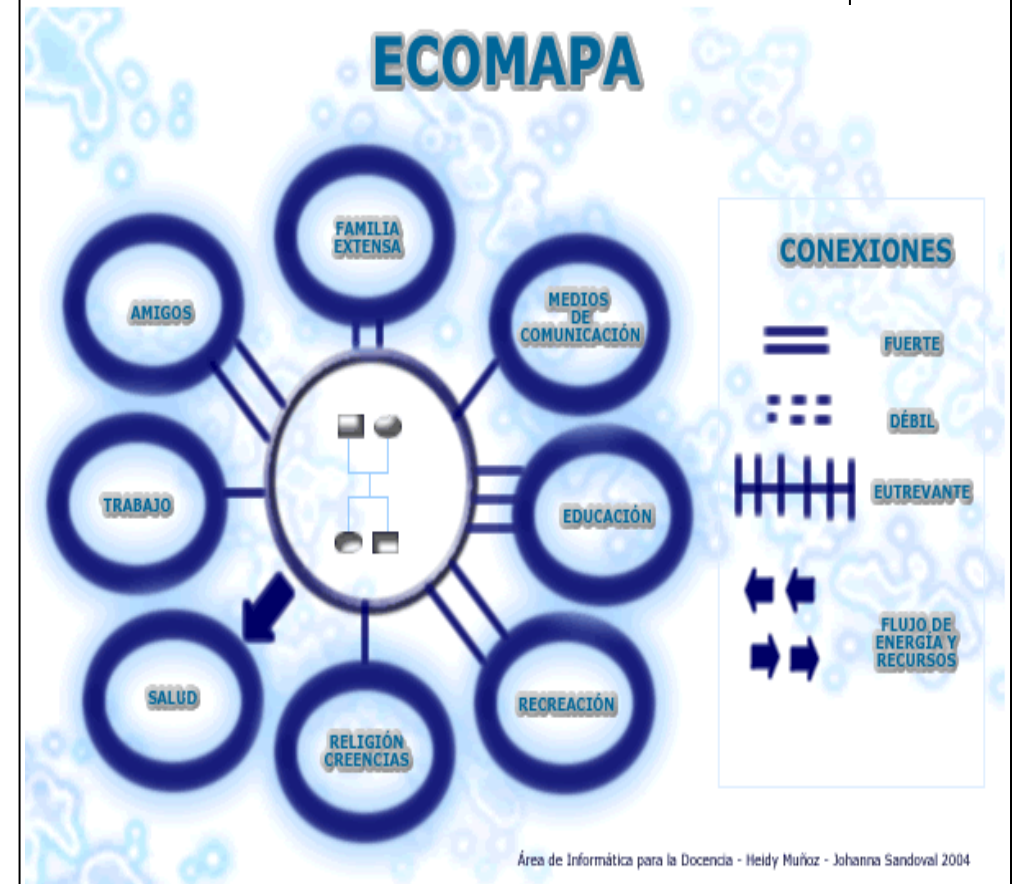 ECOMAPA
FAMILIA
EXTENSA
AMIGOS
MEDIOS
DE
COMUNICACIÓN
TRABAJO
EDUCACIÓN
SALUD
RELIGIÓN
CREENCIAS
RECREACIÓN
CONEXIONES
FUERTE
DÉBIL
EUTREVANTE
FLUJO DE
ENERGÍA Y
RECURSOS
Área de Informática para la Docencia - Heidy Muñoz - Johanna Sandoval 2004